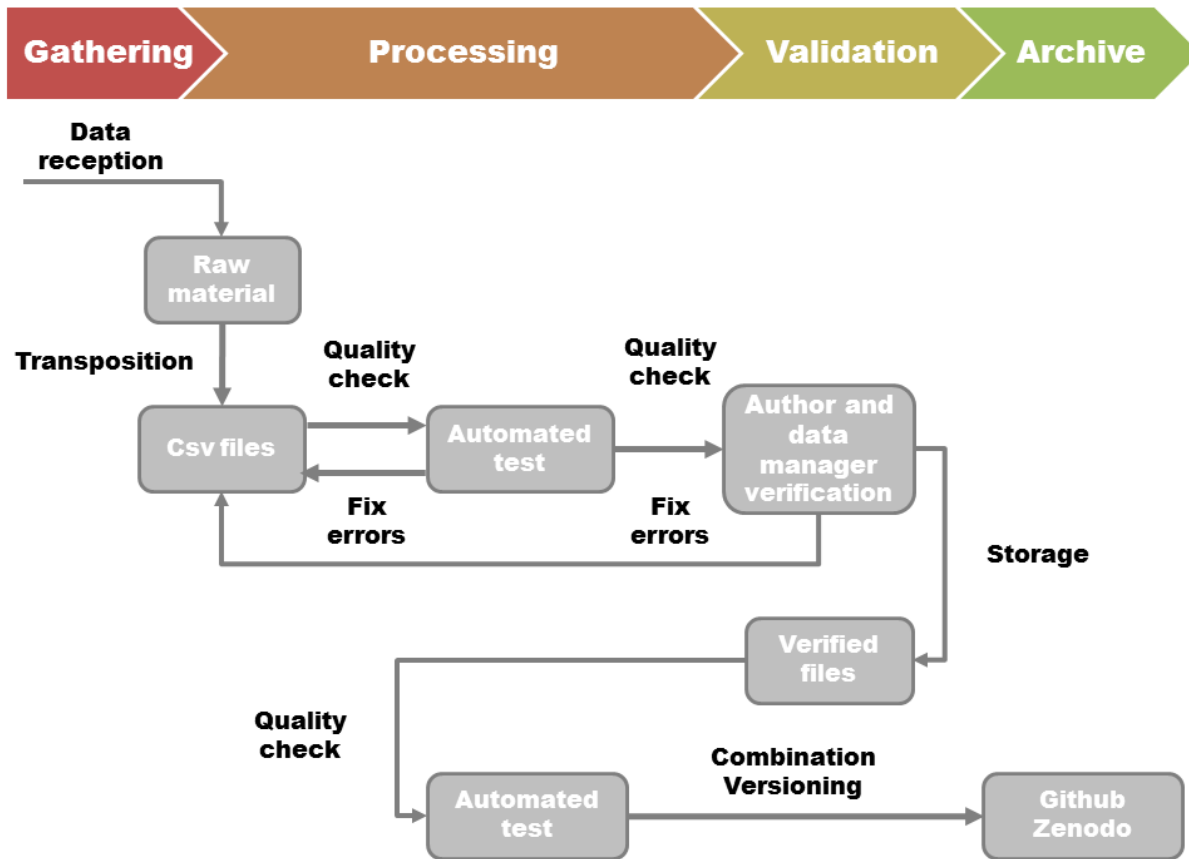 Gathering
Processing
Validation
Archive
Data
reception
Raw
material
Transposition
Quality
check
Quality
check
Csv files
Automated
test
Author and
data
manager
verification
Fix
errors
Fix
errors
Storage
Verified
files
Quality
check
Combination
Versioning
Automated
test
Github
Zenodo